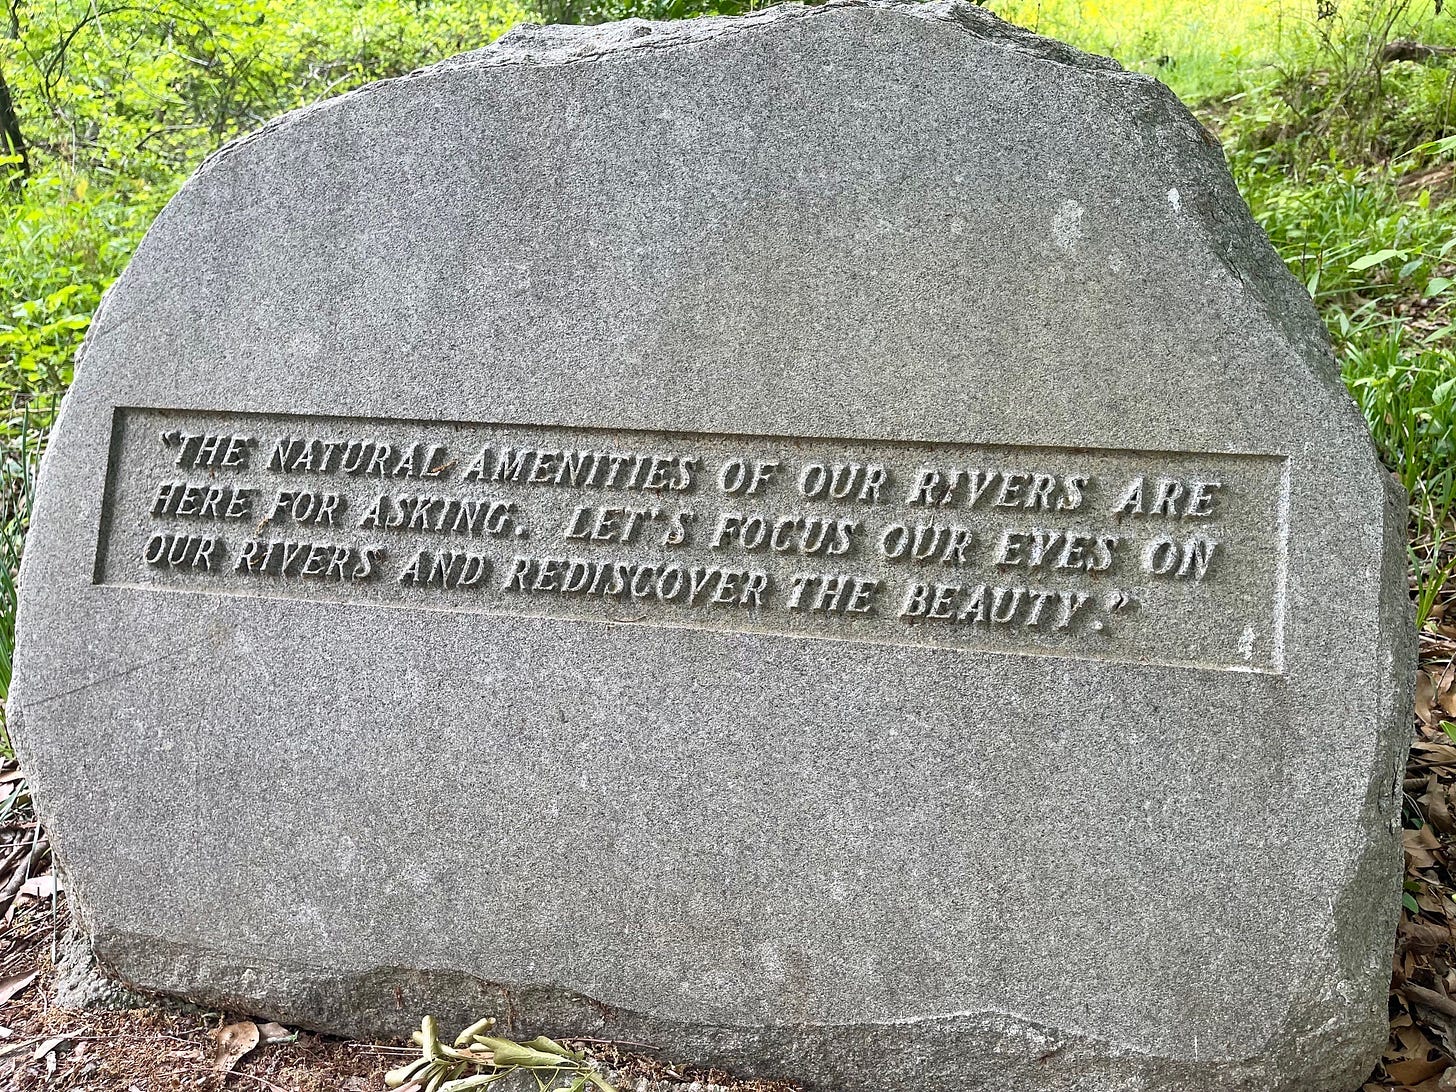 “THE NATURAL AMENITIES OF OUR RIVERS ARE
HERE FOR ASKING. LET'S FOCUS OUR EYES ON
OUR RIVERS AND REDISCOVER THE BEAUTY.”